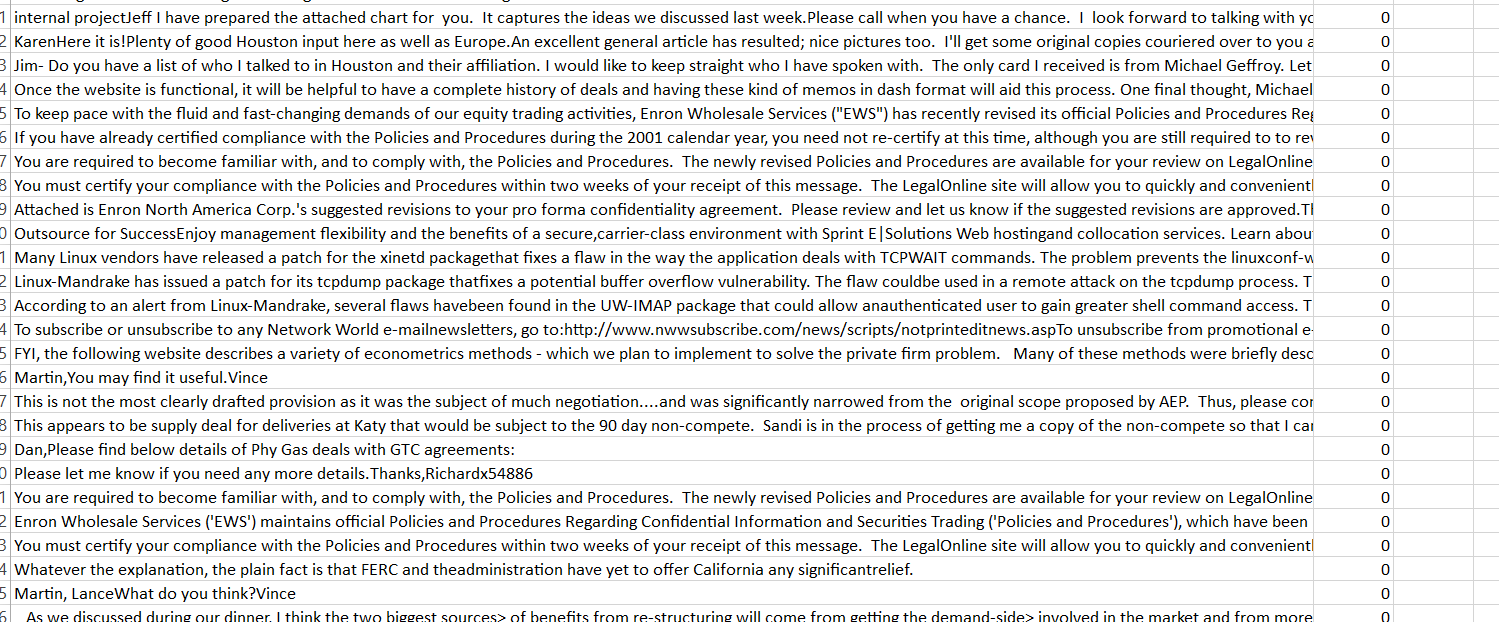 1 internal projectJeff I have prepared the attached chart for  you.  It captures the ideas we discussed last week.Please call when you have a chance.  I  look forward to talking with 0
2 KarenHere it is!Plenty of good Houston input here as well as Europe.An excellent general article has resulted; nice pictures too.  I'll get some original copies couriered over to you 0
3 Jim- Do you have a list of who I talked to in Houston and their affiliation. I would like to keep straight who I have spoken with.  The only card I received is from Michael Geffroy. Let 0
4 Once the website is functional, it will be helpful to have a complete history of deals and having these kind of memos in dash format will aid this process. One final thought, Michael 0
5 To keep pace with the fluid and fast-changing demands of our equity trading activities, Enron Wholesale Services ("EWS") has recently revised its official Policies and Procedures 0
6 If you have already certified compliance with the Policies and Procedures during the 2001 calendar year, you need not re-certify at this time, although you are still required to to 0
7 You are required to become familiar with, and to comply with, the Policies and Procedures.  The newly revised Policies and Procedures are available for your review on LegalOnline 0
8 You must certify your compliance with the Policies and Procedures within two weeks of your receipt of this message.  The LegalOnline site will allow you to quickly and 0
9 Attached is Enron North America Corp.'s suggested revisions to your pro forma confidentiality agreement.  Please review and let us know if the suggested revisions are approved. 0
0 Outsource for SuccessEnjoy management flexibility and the benefits of a secure,carrier-class environment with Sprint E|Solutions Web hostingand collocation services. Learn 0
1 Many Linux vendors have released a patch for the xinetd packagethat fixes a flaw in the way the application deals with TCPWAIT commands. The problem prevents the 0
2 Linux-Mandrake has issued a patch for its tcpdump package thatfixes a potential buffer overflow vulnerability. The flaw couldbe used in a remote attack on the tcpdump process. 0
3 According to an alert from Linux-Mandrake, several flaws havebeen found in the UW-IMAP package that could allow anauthenticated user to gain greater shell command access. 0
4 To subscribe or unsubscribe to any Network World e-mailnewsletters, go to:http://www.nwwsubscribe.com/news/scripts/notprinteditnews.aspTo unsubscribe from promotional 0
5 FYI, the following website describes a variety of econometrics methods - which we plan to implement to solve the private firm problem.   Many of these methods were briefly 0
6 Martin,You may find it useful.Vince 0
7 This is not the most clearly drafted provision as it was the subject of much negotiation....and was significantly narrowed from the  original scope proposed by AEP.  Thus, please 0
8 This appears to be supply deal for deliveries at Katy that would be subject to the 90 day non-compete.  Sandi is in the process of getting me a copy of the non-compete so that I 0
9 Dan,Please find below details of Phy Gas deals with GTC agreements: 0
0 Please let me know if you need any more details.Thanks,Richardx54886 0
1 You are required to become familiar with, and to comply with, the Policies and Procedures.  The newly revised Policies and Procedures are available for your review on LegalOnline 0
2 Enron Wholesale Services ('EWS') maintains official Policies and Procedures Regarding Confidential Information and Securities Trading ('Policies and Procedures'), which have been 0
3 You must certify your compliance with the Policies and Procedures within two weeks of your receipt of this message.  The LegalOnline site will allow you to quickly and 0
4 Whatever the explanation, the plain fact is that FERC and theadministration have yet to offer California any significantrelief. 0
5 Martin, LanceWhat do you think?Vince 0
6 As we discussed during our dinner, I think the two biggest sources> of benefits from re-structuring will come from getting the demand-side> involved in the market and from more 0